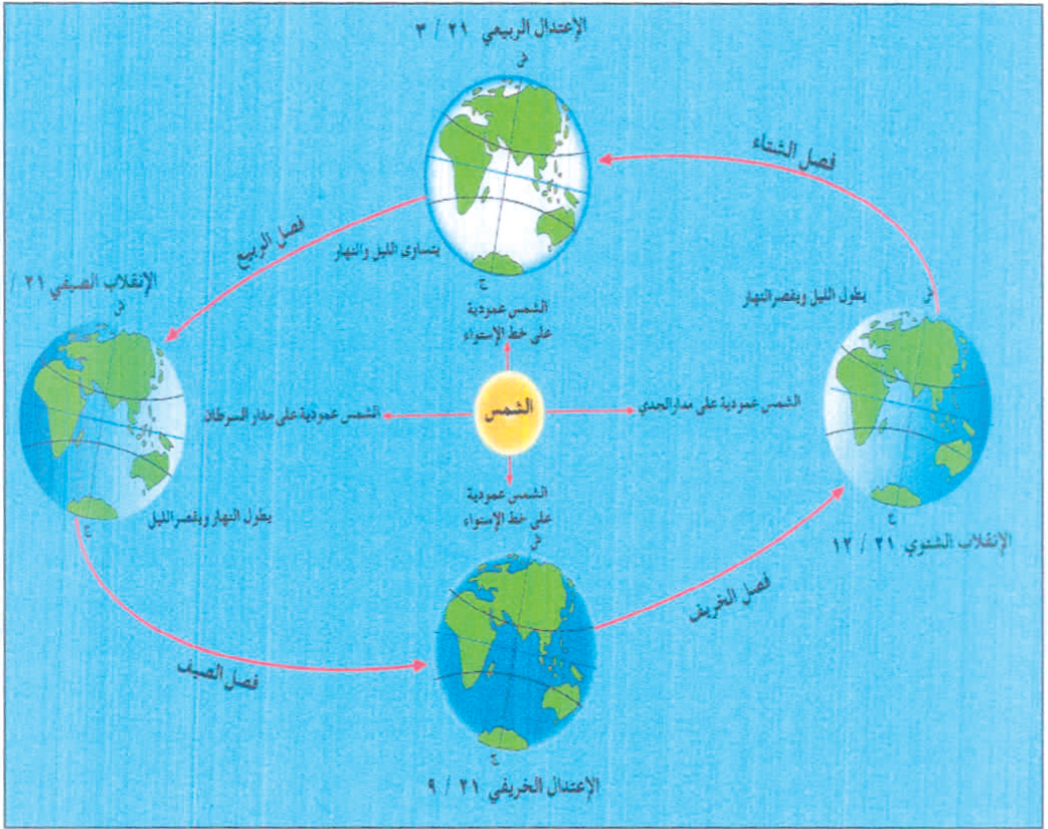 الإعتدال الربيعي ٢١ / ٣
ش
فصل الشتاء
فصل الربيع
يتساوى الليل والنهار
ج
الشمس عمودية
على خط الإستواء
الإنقلاب الصيفي ٢١ /
ش
يطول الليل ويقصر النهار
ش
الشمس
الشمس عمودية على مدار الجدي
الشمس عمودية على مدار السرطان
الشمس عمودية
على خط الإستواء
يطول النهار ويقصر الليل
ج
ج
الإنقلاب الشتوي ٢١ / ١٢
ش
فصل الخريف
فصل الصيف
ج
الإعتدال الخريفي ٢١ / ٩